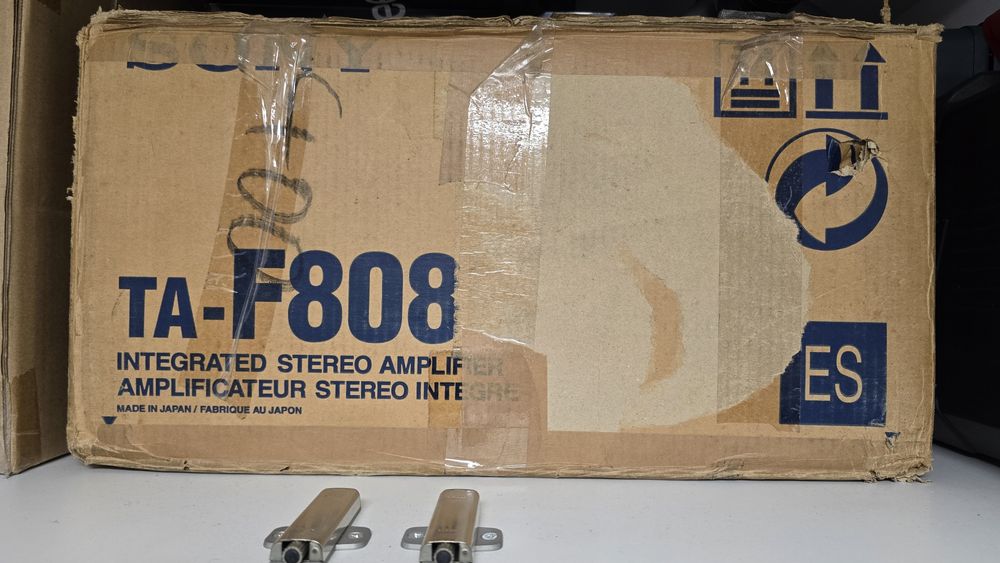 SONY
TA-F808
INTEGRATED STEREO AMPLIFIER
AMPLIFICATEUR STEREO INTEGRE
MADE IN JAPAN / FABRIQUE AU JAPON
ES